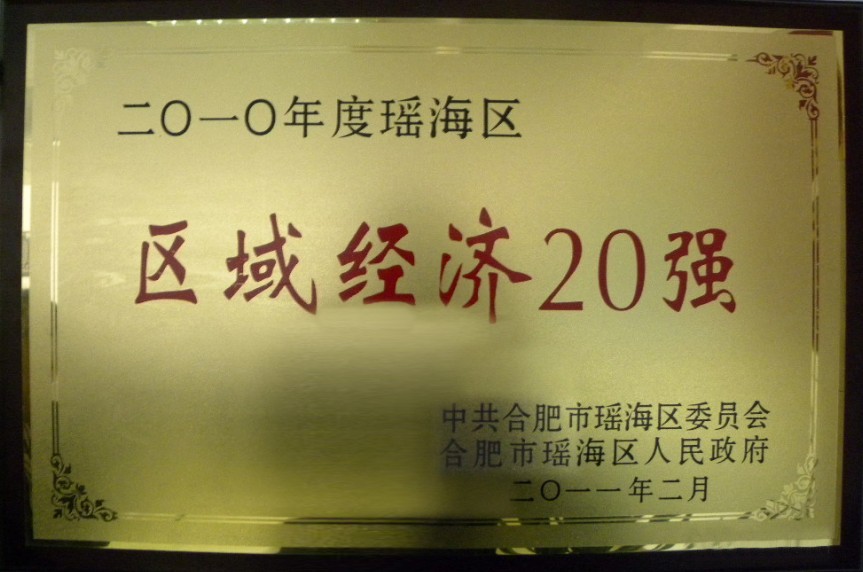 二〇一〇年度瑶海区
区域经济20强
中共合肥市瑶海区委员会
合肥市瑶海区人民政府
二〇一一年二月